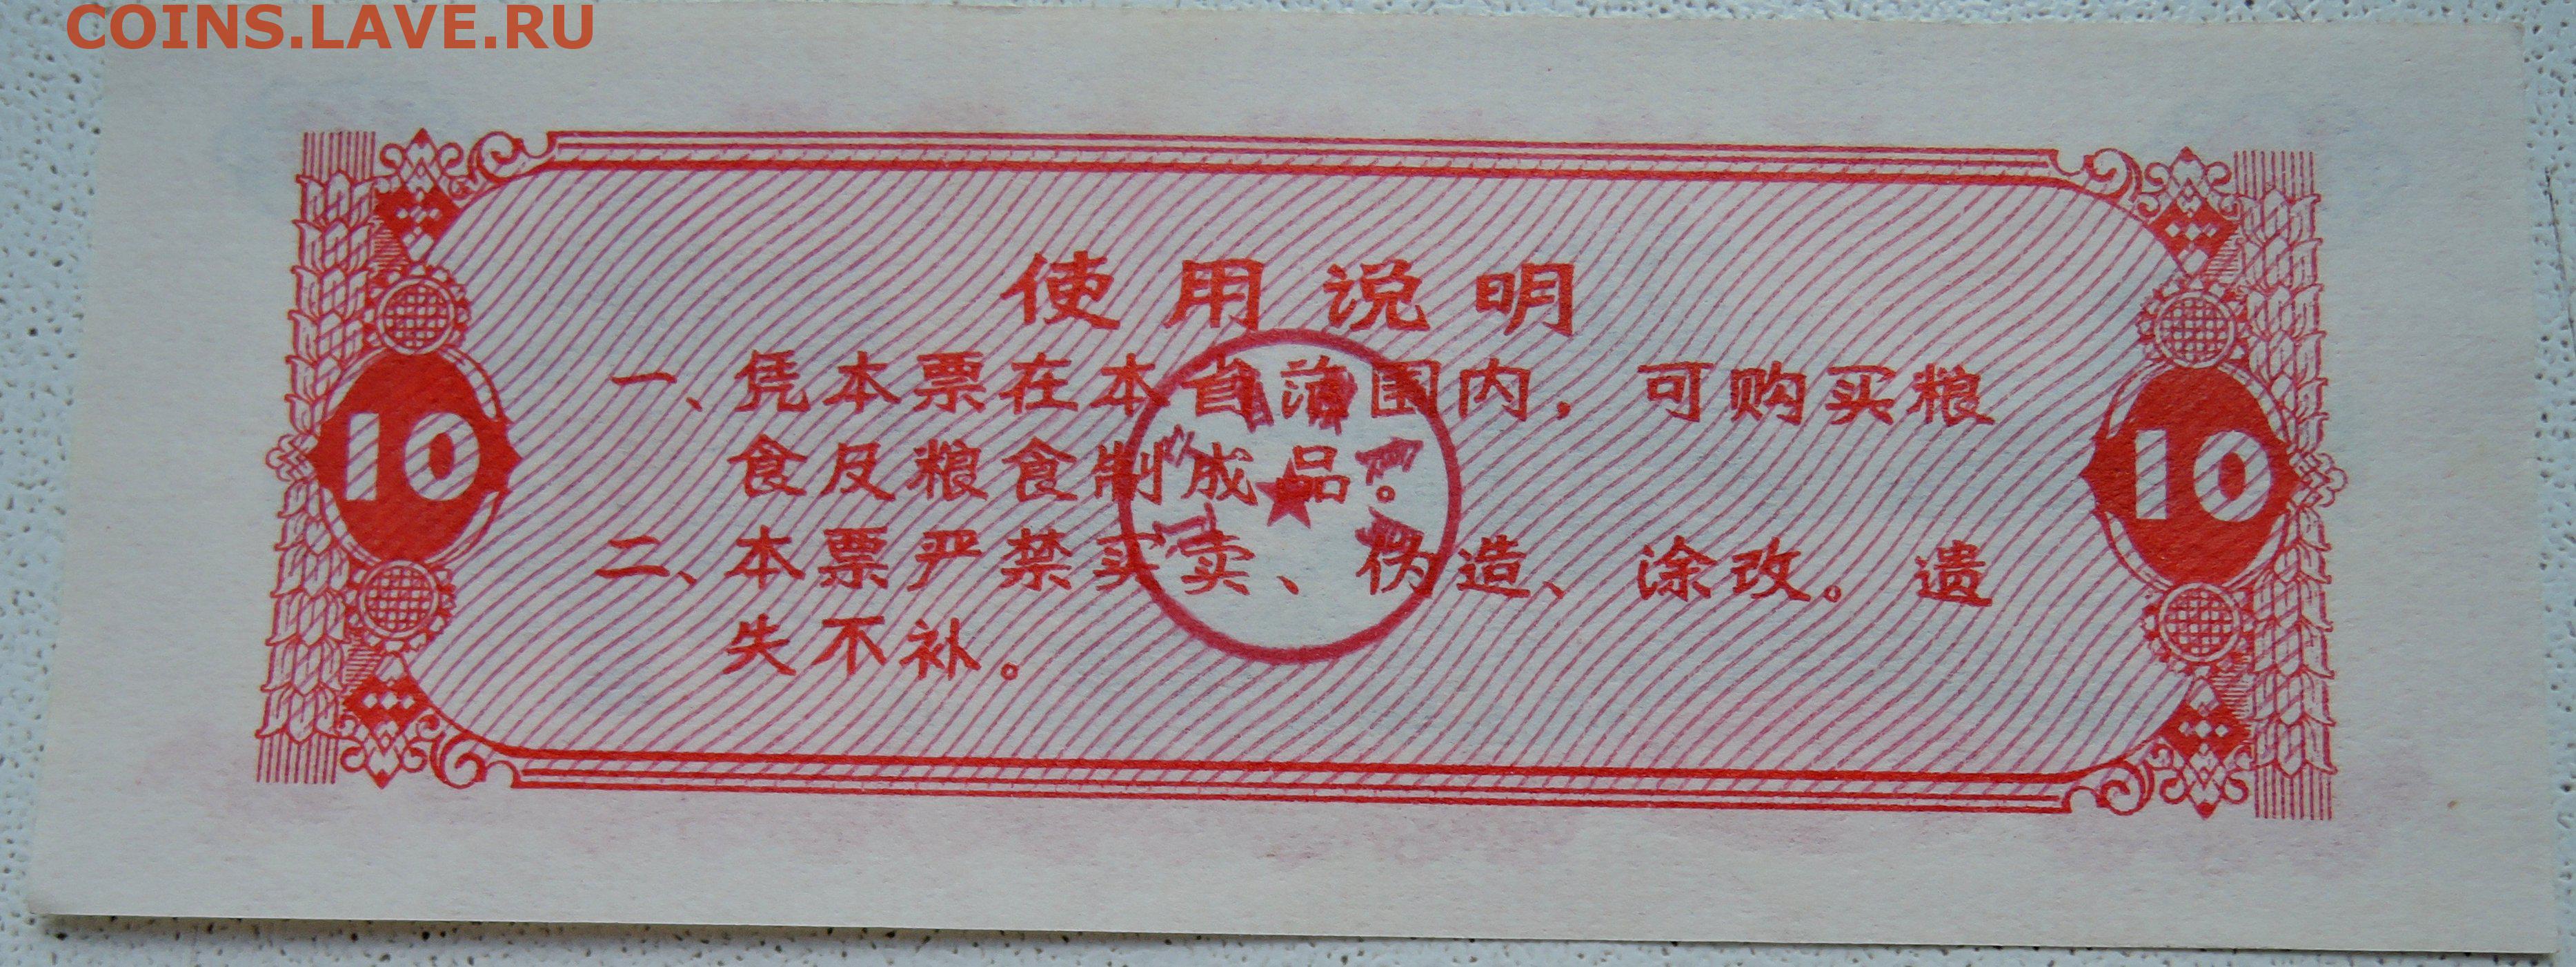 COINS.LAVE.RU
使用说明
一、凭本票在本省范围内，可购买粮
食及粮食制成品。
二、本票严禁买卖、伪造、涂改。遗
失不补。
10
10